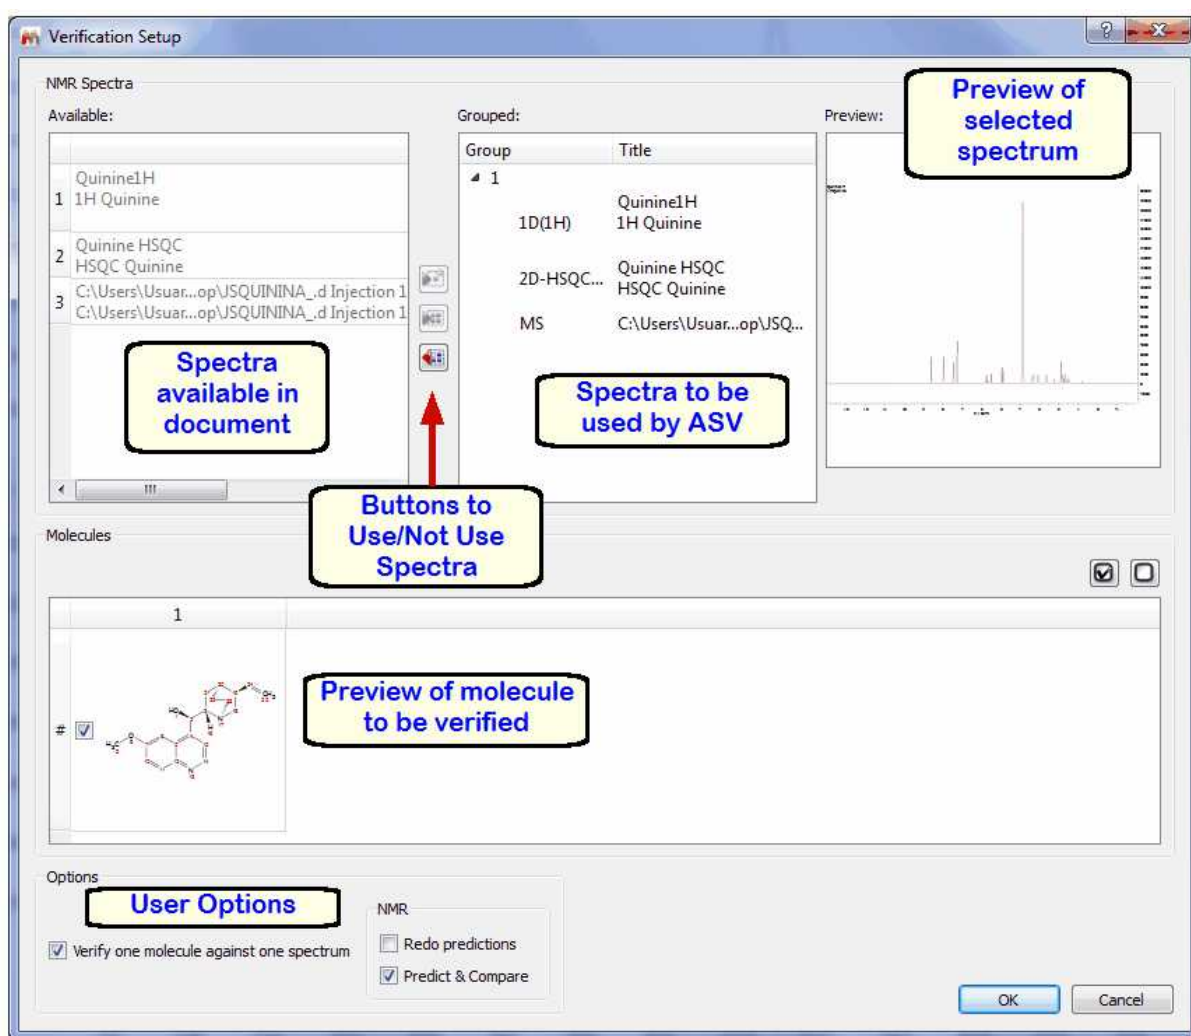 Verification Setup
NMR Spectra
Available:
Grouped:
Preview:
Preview of
selected
spectrum
Group Title
1
Quinine1H
1 1H Quinine
Quinine HSQC
2 HSQC Quinine
3 C:\Users\Usuar...op\JSQUININA_.d Injection 1
C:\Users\Usuar...op\JSQUININA_.d Injection 1
Quinine1H
1D(1H) 1H Quinine
2D-HSQC... Quinine HSQC
HSQC Quinine
MS C:\Users\Usuar...op\JSQ...
Spectra
available in
document
Spectra to be
used by ASV
Buttons to
Use/Not Use
Spectra
Molecules
1
#
HO
N
Preview of molecule
to be verified
Options
User Options
Verify one molecule against one spectrum
NMR
Redo predictions
Predict & Compare
OK
Cancel